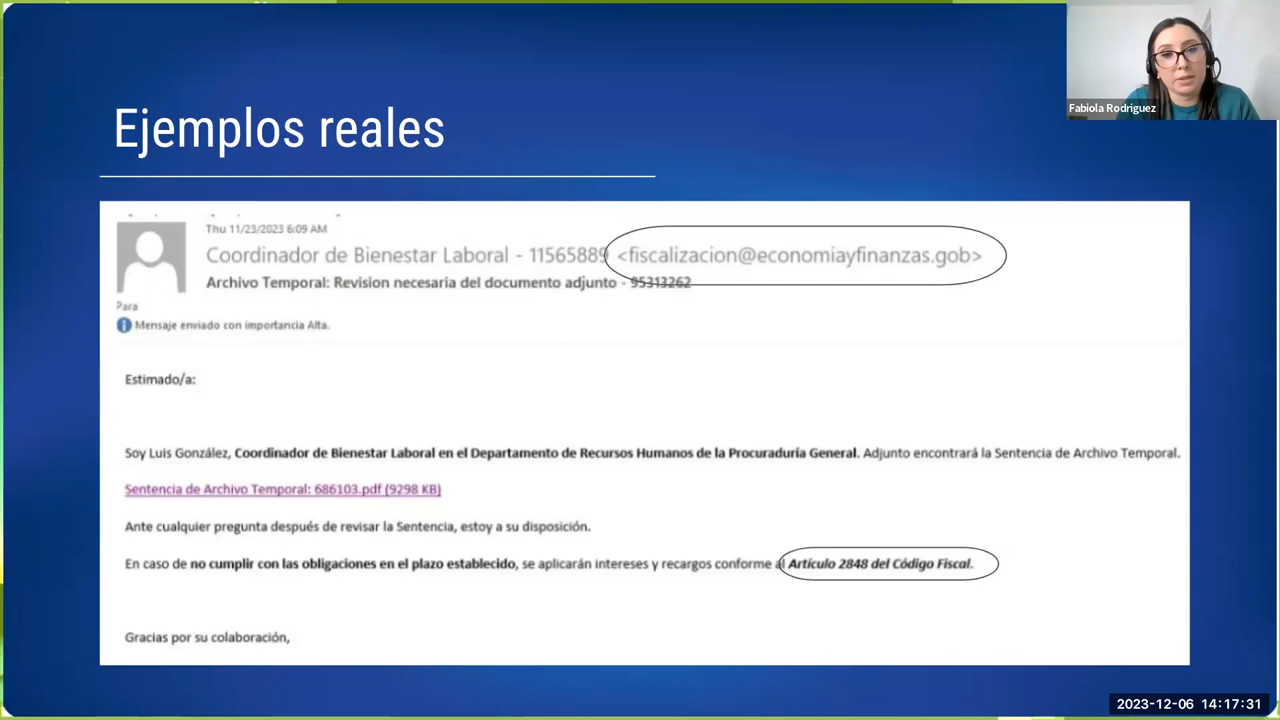 Fabiola Rodriguez
Ejemplos reales
Thu 11/23/2023 6:09 AM
Coordinador de Bienestar Laboral - 11565889 <fiscalizacion@economiayfinanzas.gob>
Archivo Temporal: Revision necesaria del documento adjunto - 95313262
Para
Mensaje enviado con importancia Alta.
Estimado/a:
Soy Luis González, Coordinador de Bienestar Laboral en el Departamento de Recursos Humanos de la Procuraduría General. Adjunto encontrará la Sentencia de Archivo Temporal.
Sentencia de Archivo Temporal: 686103.pdf (9298 KB)
Ante cualquier pregunta después de revisar la Sentencia, estoy a su disposición.
En caso de no cumplir con las obligaciones en el plazo establecido, se aplicarán intereses y recargos conforme al Artículo 2848 del Código Fiscal.
Gracias por su colaboración,
2023-12-06 14:17:31